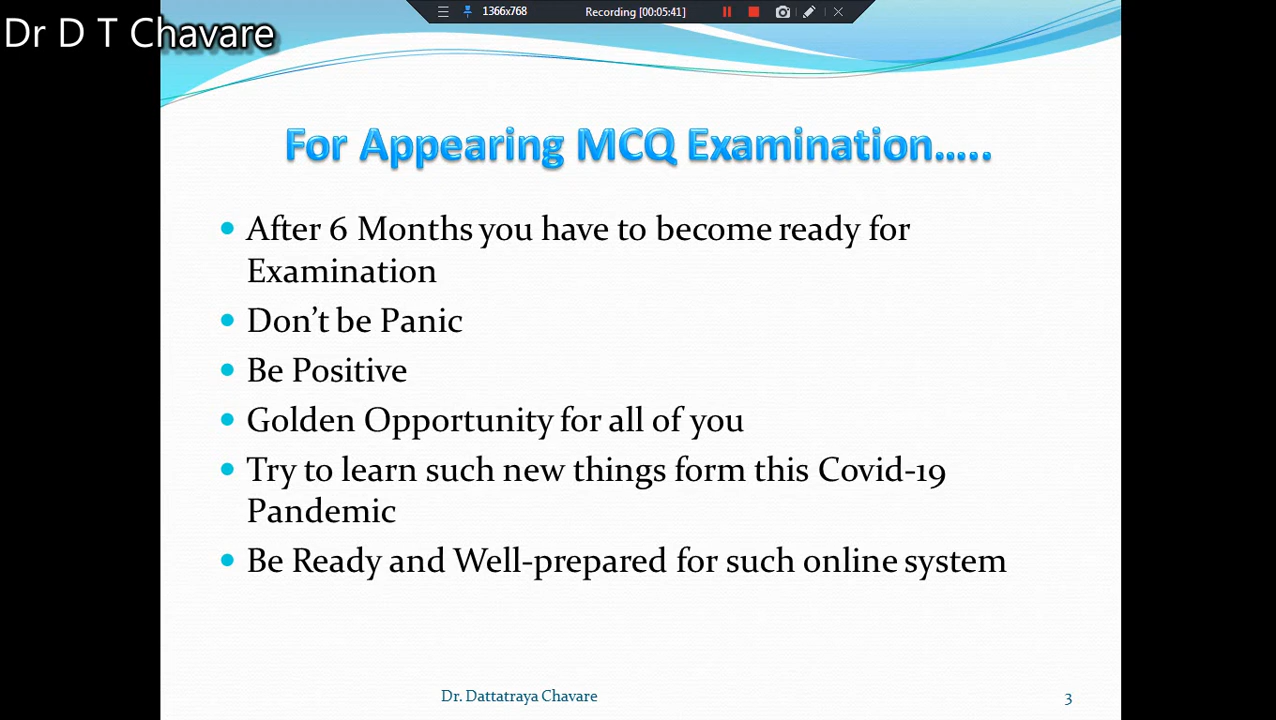 1366x768 Recording [00:05:41]
Dr D T Chavare
For Appearing MCQ Examination.....
After 6 Months you have to become ready for
Examination
Don't be Panic
Be Positive
Golden Opportunity for all of you
Try to learn such new things form this Covid-19
Pandemic
Be Ready and Well-prepared for such online system
Dr. Dattatraya Chavare 3